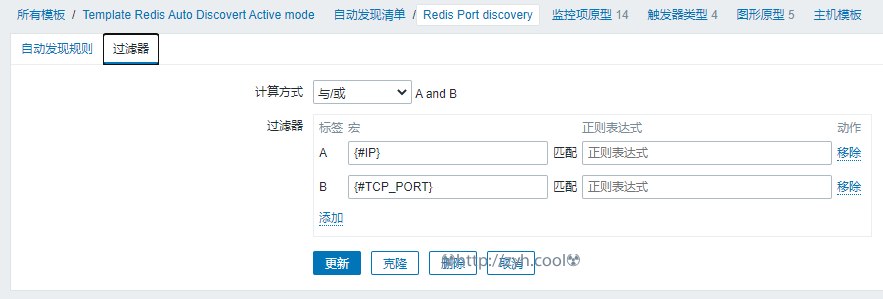 所有模板 / Template Redis Auto Discovert Active mode 自动发现清单 / Redis Port discovery 监控项原型 14 触发器类型 4 图形原型 5 主机模板
自动发现规则 过滤器
计算方式 与/或 A and B
过滤器 标签 宏 正则表达式 动作
A {#IP} 匹配 正则表达式 移除
B {#TCP_PORT} 匹配 正则表达式 移除
添加
更新 克隆 删除 取消
☢http://zyh.cool☢